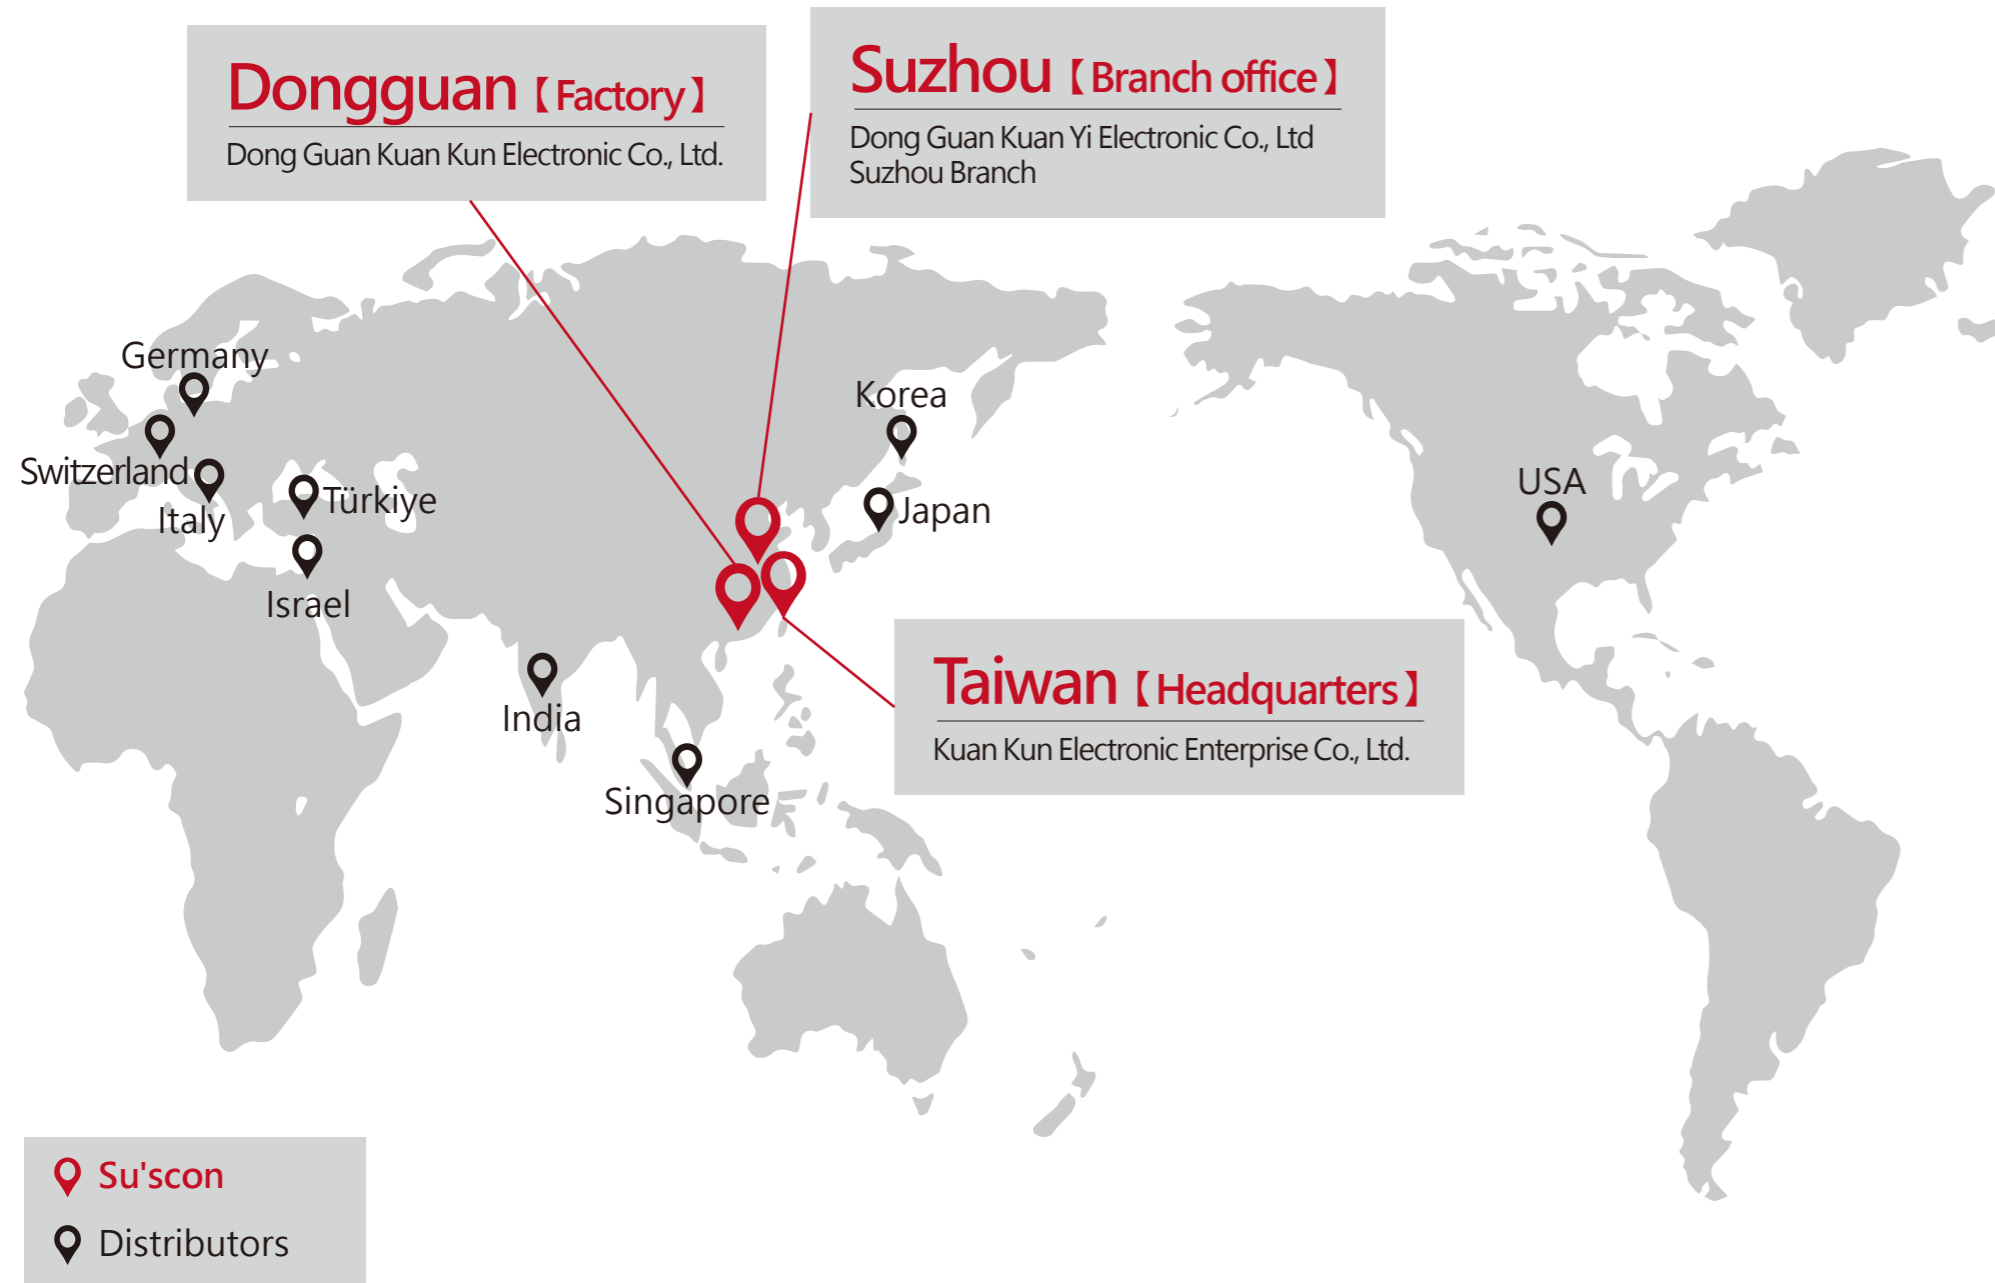 Dongguan【Factory】
Dong Guan Kuan Kun Electronic Co., Ltd.
Suzhou【Branch office】
Dong Guan Kuan Yi Electronic Co., Ltd
Suzhou Branch
Germany
Switzerland
Italy
Türkiye
Israel
Korea
Japan
USA
India
Singapore
Taiwan【Headquarters】
Kuan Kun Electronic Enterprise Co., Ltd.
Su'scon
Distributors